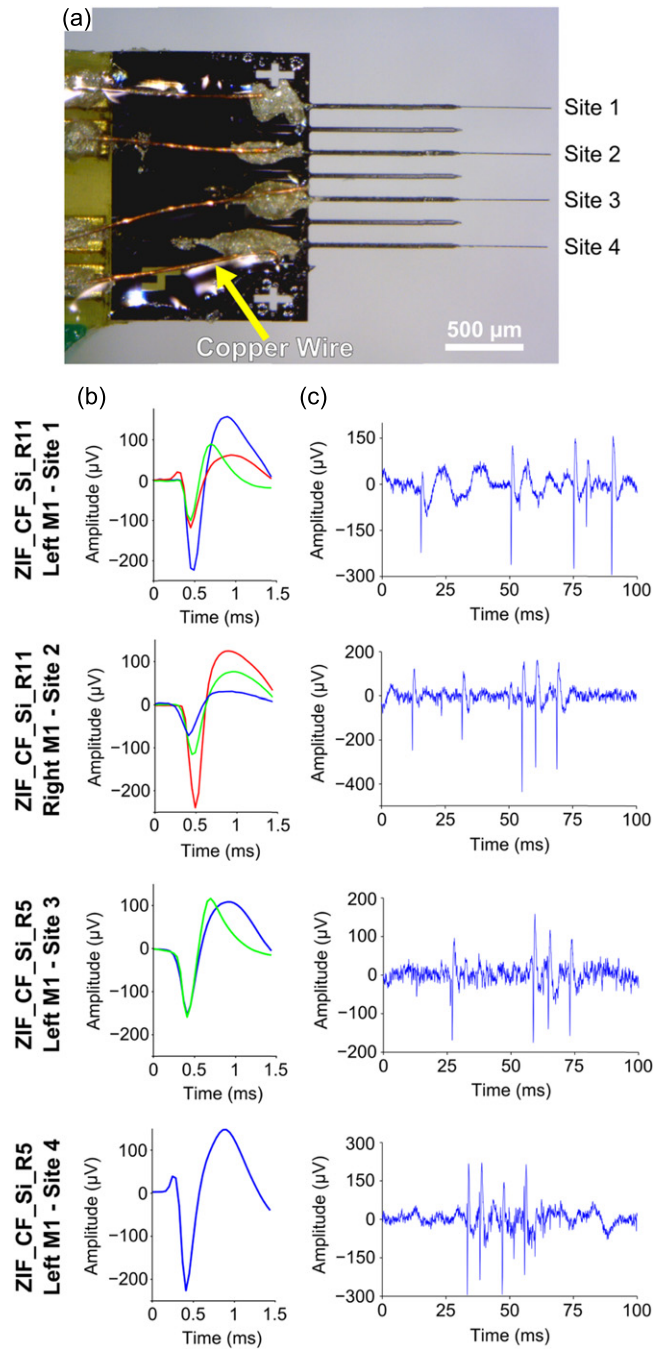 (a)
Site 1
Site 2
Site 3
Site 4
Copper Wire
500 µm
(b)
(c)
ZIF_CF_Si_R11
Left M1 - Site 1
Amplitude (µV)
100
0
−100
−200
0
0.5
1
1.5
Time (ms)
Amplitude (µV)
150
0
−150
−300
0
25
50
75
100
Time (ms)
ZIF_CF_Si_R11
Right M1 - Site 2
Amplitude (µV)
100
0
−100
−200
0
0.5
1
1.5
Time (ms)
Amplitude (µV)
200
0
−200
−400
0
25
50
75
100
Time (ms)
ZIF_CF_Si_R5
Left M1 - Site 3
Amplitude (µV)
100
0
−100
−200
0
0.5
1
1.5
Time (ms)
Amplitude (µV)
200
100
0
−100
−200
0
25
50
75
100
Time (ms)
ZIF_CF_Si_R5
Left M1 - Site 4
Amplitude (µV)
100
0
−100
−200
0
0.5
1
1.5
Time (ms)
Amplitude (µV)
300
150
0
−150
−300
0
25
50
75
100
Time (ms)